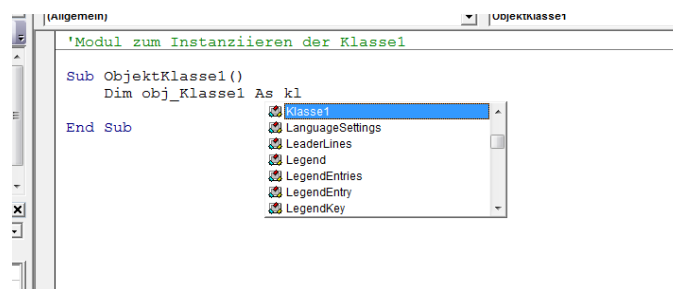 (Allgemein)
ObjektKlasse1
'Modul zum Instanziieren der Klasse1
Sub ObjektKlasse1()
Dim obj_Klasse1 As kl
Klasse1
LanguageSettings
LeaderLines
Legend
LegendEntries
LegendEntry
LegendKey
End Sub